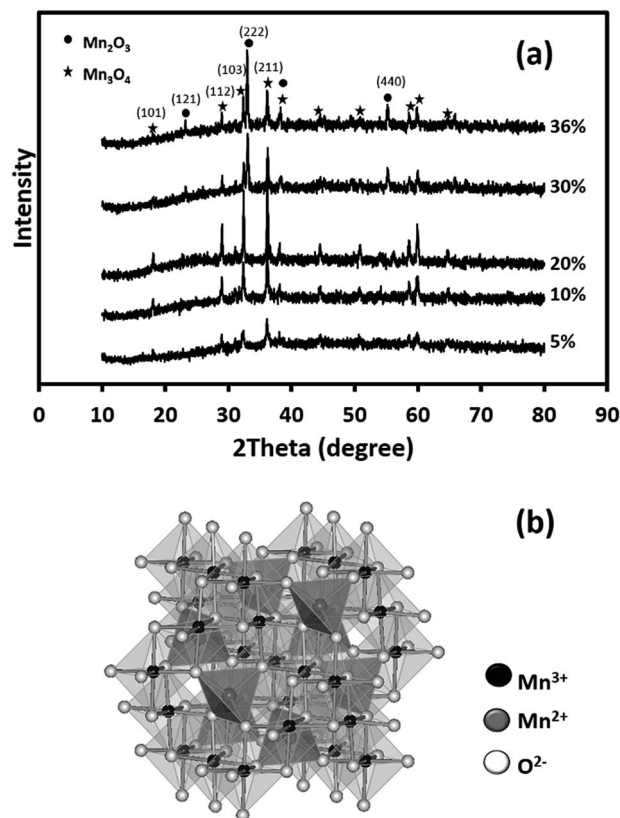 (a)
Mn₂O₃
Mn₃O₄
(222)
(103)
(211)
(112)
(440)
(101)
(121)
36%
30%
20%
10%
5%
Intensity
0 10 20 30 40 50 60 70 80 90
2Theta (degree)
(b)
Mn³⁺
Mn²⁺
O²⁻